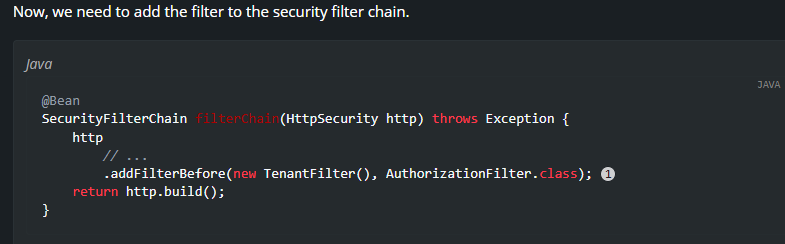 Now, we need to add the filter to the security filter chain.
Java
JAVA
@Bean
SecurityFilterChain filterChain(HttpSecurity http) throws Exception {
    http
        // ...
        .addFilterBefore(new TenantFilter(), AuthorizationFilter.class); 1
    return http.build();
}